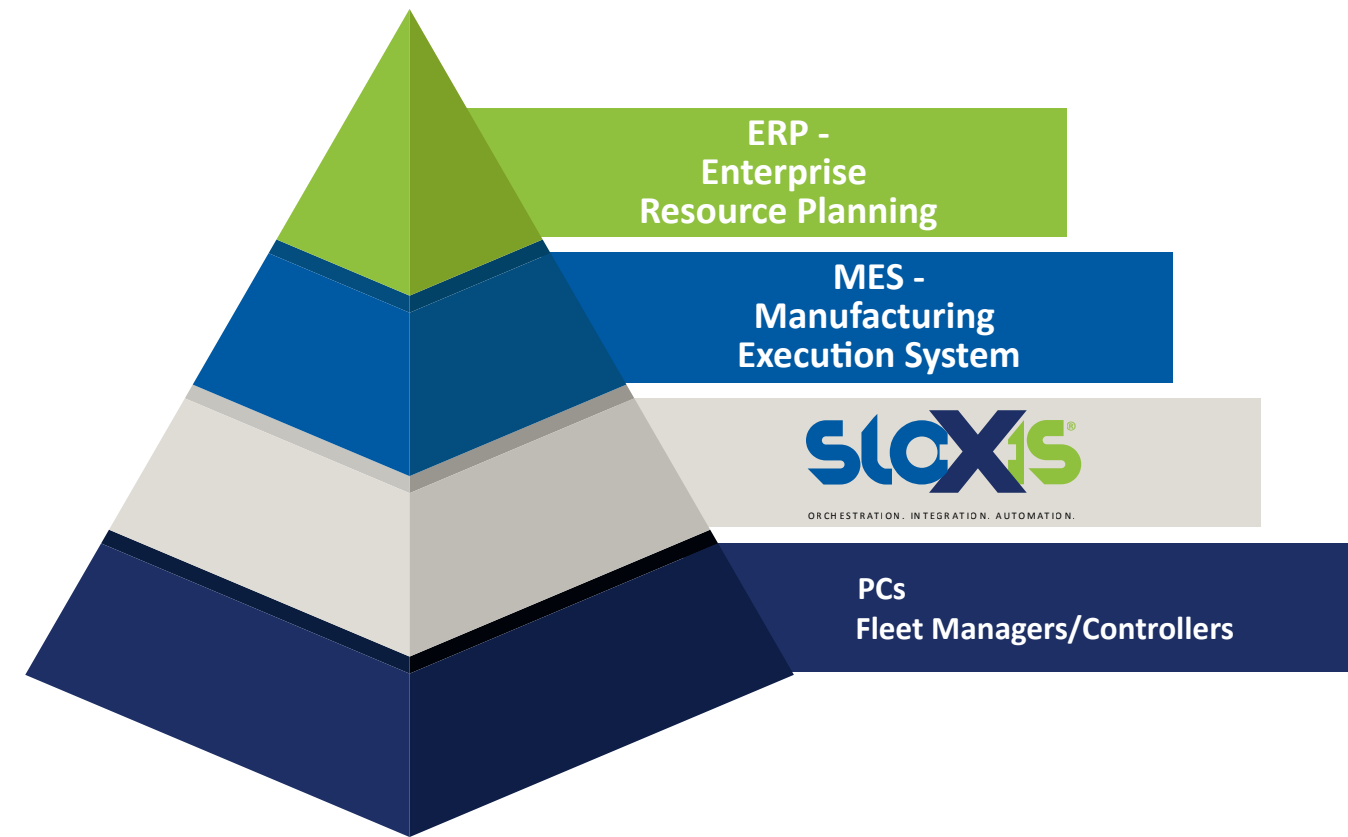 ERP -
Enterprise
Resource Planning
MES -
Manufacturing
Execution System
SLOXIS®
ORCHESTRATION. INTEGRATION. AUTOMATION.
PCs
Fleet Managers/Controllers